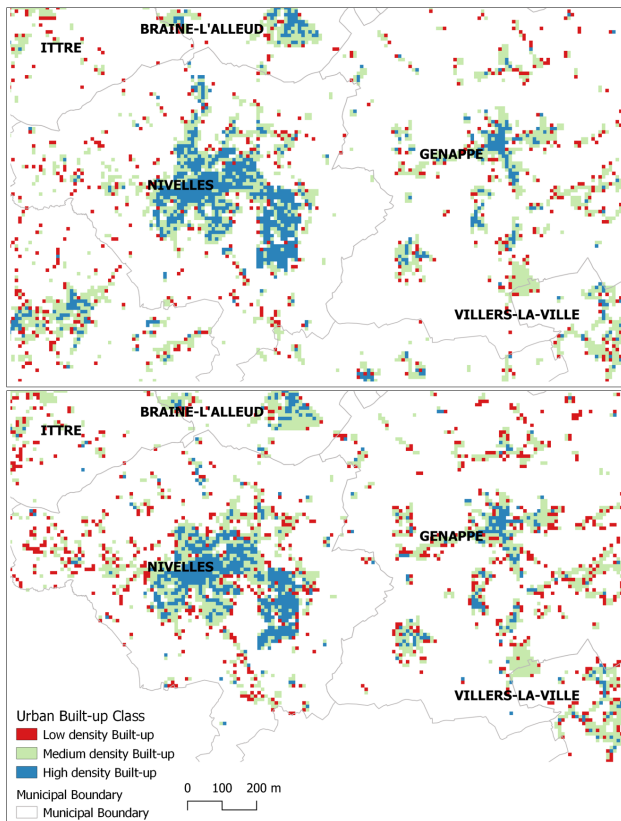 BRAINE-L'ALLEUD
ITTRE
GENAPPE
NIVELLES
VILLERS-LA-VILLE
BRAINE-L'ALLEUD
ITTRE
GENAPPE
NIVELLES
VILLERS-LA-VILLE
Urban Built-up Class
Low density Built-up
Medium density Built-up
High density Built-up
Municipal Boundary
Municipal Boundary
0 100 200 m